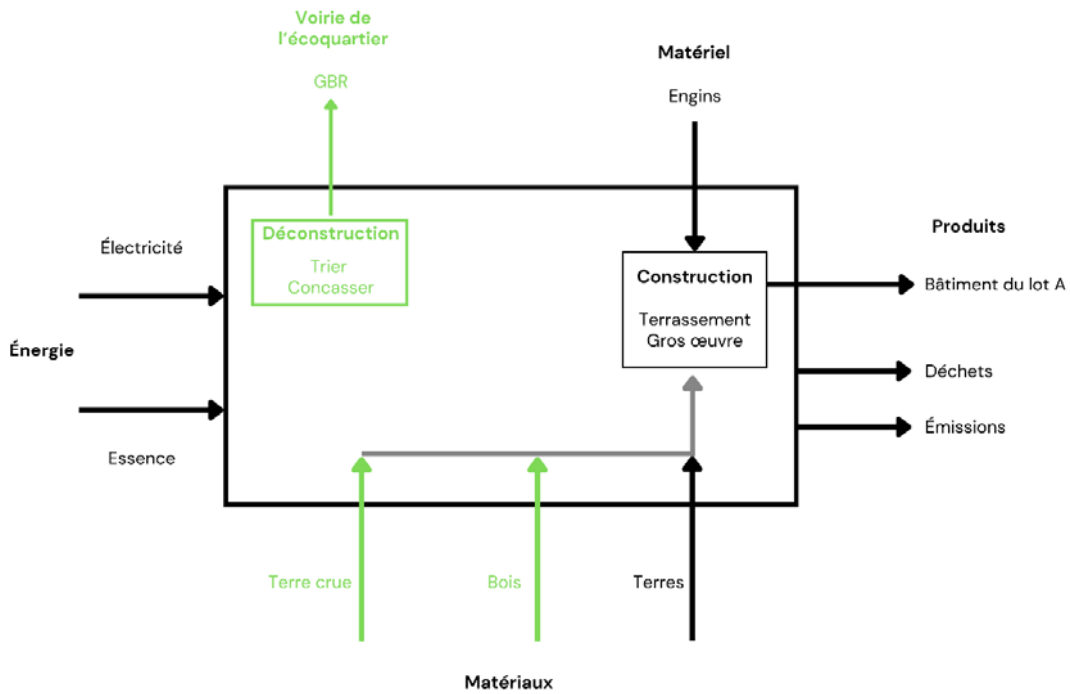 Voirie de
l'écoquartier
GBR
Matériel
Engins
Déconstruction
Trier
Concasser
Électricité
Énergie
Essence
Construction
Terrassement
Gros œuvre
Produits
Bâtiment du lot A
Déchets
Émissions
Terre crue
Bois
Terres
Matériaux